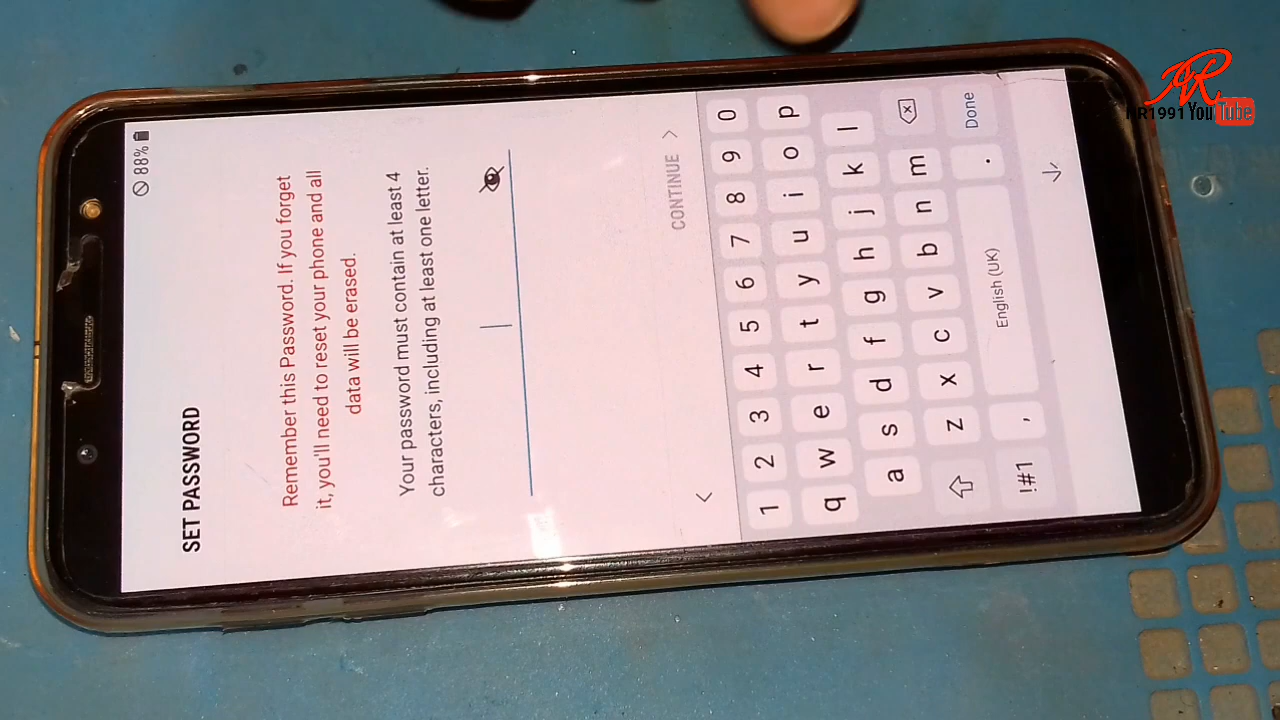 88%
SET PASSWORD
Remember this Password. If you forget
it, you'll need to reset your phone and all
data will be erased.
Your password must contain at least 4
characters, including at least one letter.
CONTINUE >
1 2 3 4 5 6 7 8 9 0
q w e r t y u i o p
a s d f g h j k l
z x c v b n m
!#1 , English (UK) . Done
NR1991 YouTube